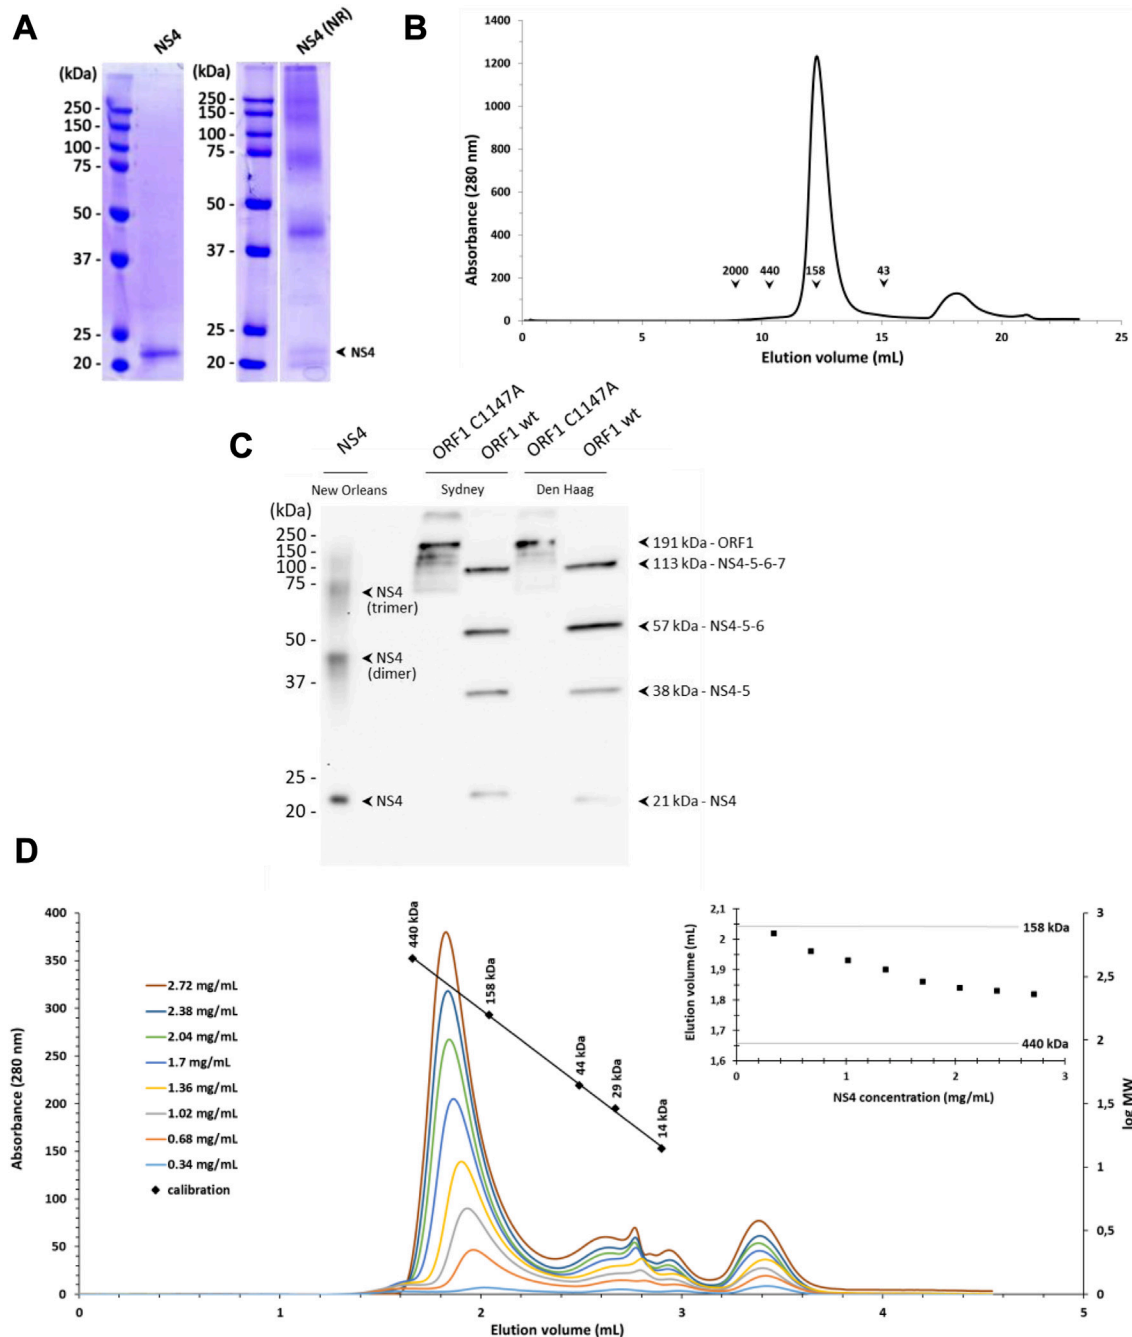 A
NS4
NS4 (NR)
(kDa)
(kDa)
250 -
150 -
100 -
75 -
50 -
37 -
25 -
20 -
250 -
150 -
100 -
75 -
50 -
37 -
25 -
20 -
NS4
B
Absorbance (280 nm)
1400
1200
1000
800
600
400
200
0
2000
440
158
43
0
5
10
15
20
25
Elution volume (mL)
C
NS4
ORF1 C1147A
ORF1 wt
ORF1 C1147A
ORF1 wt
New Orleans
Sydney
Den Haag
(kDa)
250 -
150 -
100 -
75 -
50 -
37 -
25 -
20 -
NS4
(trimer)
NS4
(dimer)
NS4
191 kDa - ORF1
113 kDa - NS4-5-6-7
57 kDa - NS4-5-6
38 kDa - NS4-5
21 kDa - NS4
D
Absorbance (280 nm)
400
350
300
250
200
150
100
50
0
2.72 mg/mL
2.38 mg/mL
2.04 mg/mL
1.7 mg/mL
1.36 mg/mL
1.02 mg/mL
0.68 mg/mL
0.34 mg/mL
calibration
440 kDa
158 kDa
44 kDa
29 kDa
14 kDa
0
1
2
3
4
5
Elution volume (mL)
Elution volume (mL)
2,1
2
1,9
1,8
1,7
1,6
158 kDa
440 kDa
0
1
2
3
NS4 concentration (mg/mL)
3
2,5
2
1,5
1
0,5
0
log MW